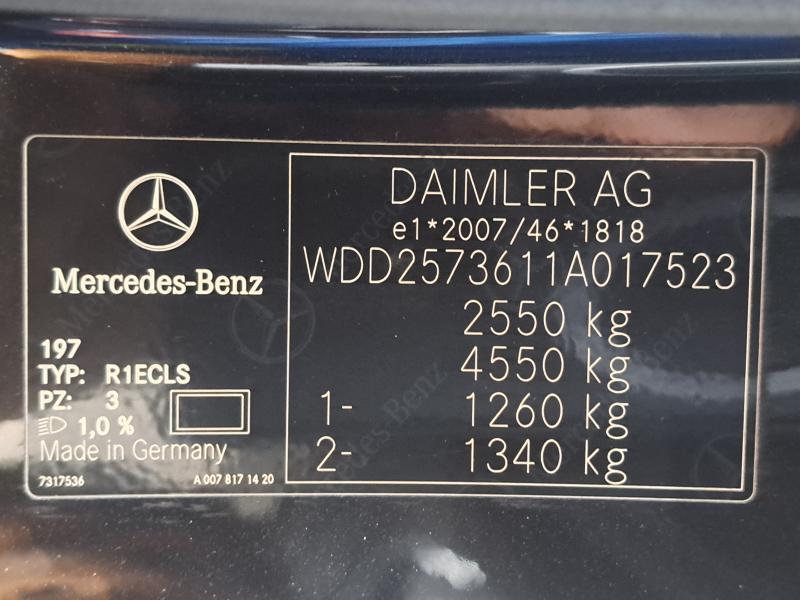 Mercedes-Benz
197
TYP: R1ECLS
PZ: 3
1,0 %
Made in Germany
7317536
A 007 817 14 20
DAIMLER AG
e1*2007/46*1818
WDD2573611A017523
2550 kg
4550 kg
1- 1260 kg
2- 1340 kg